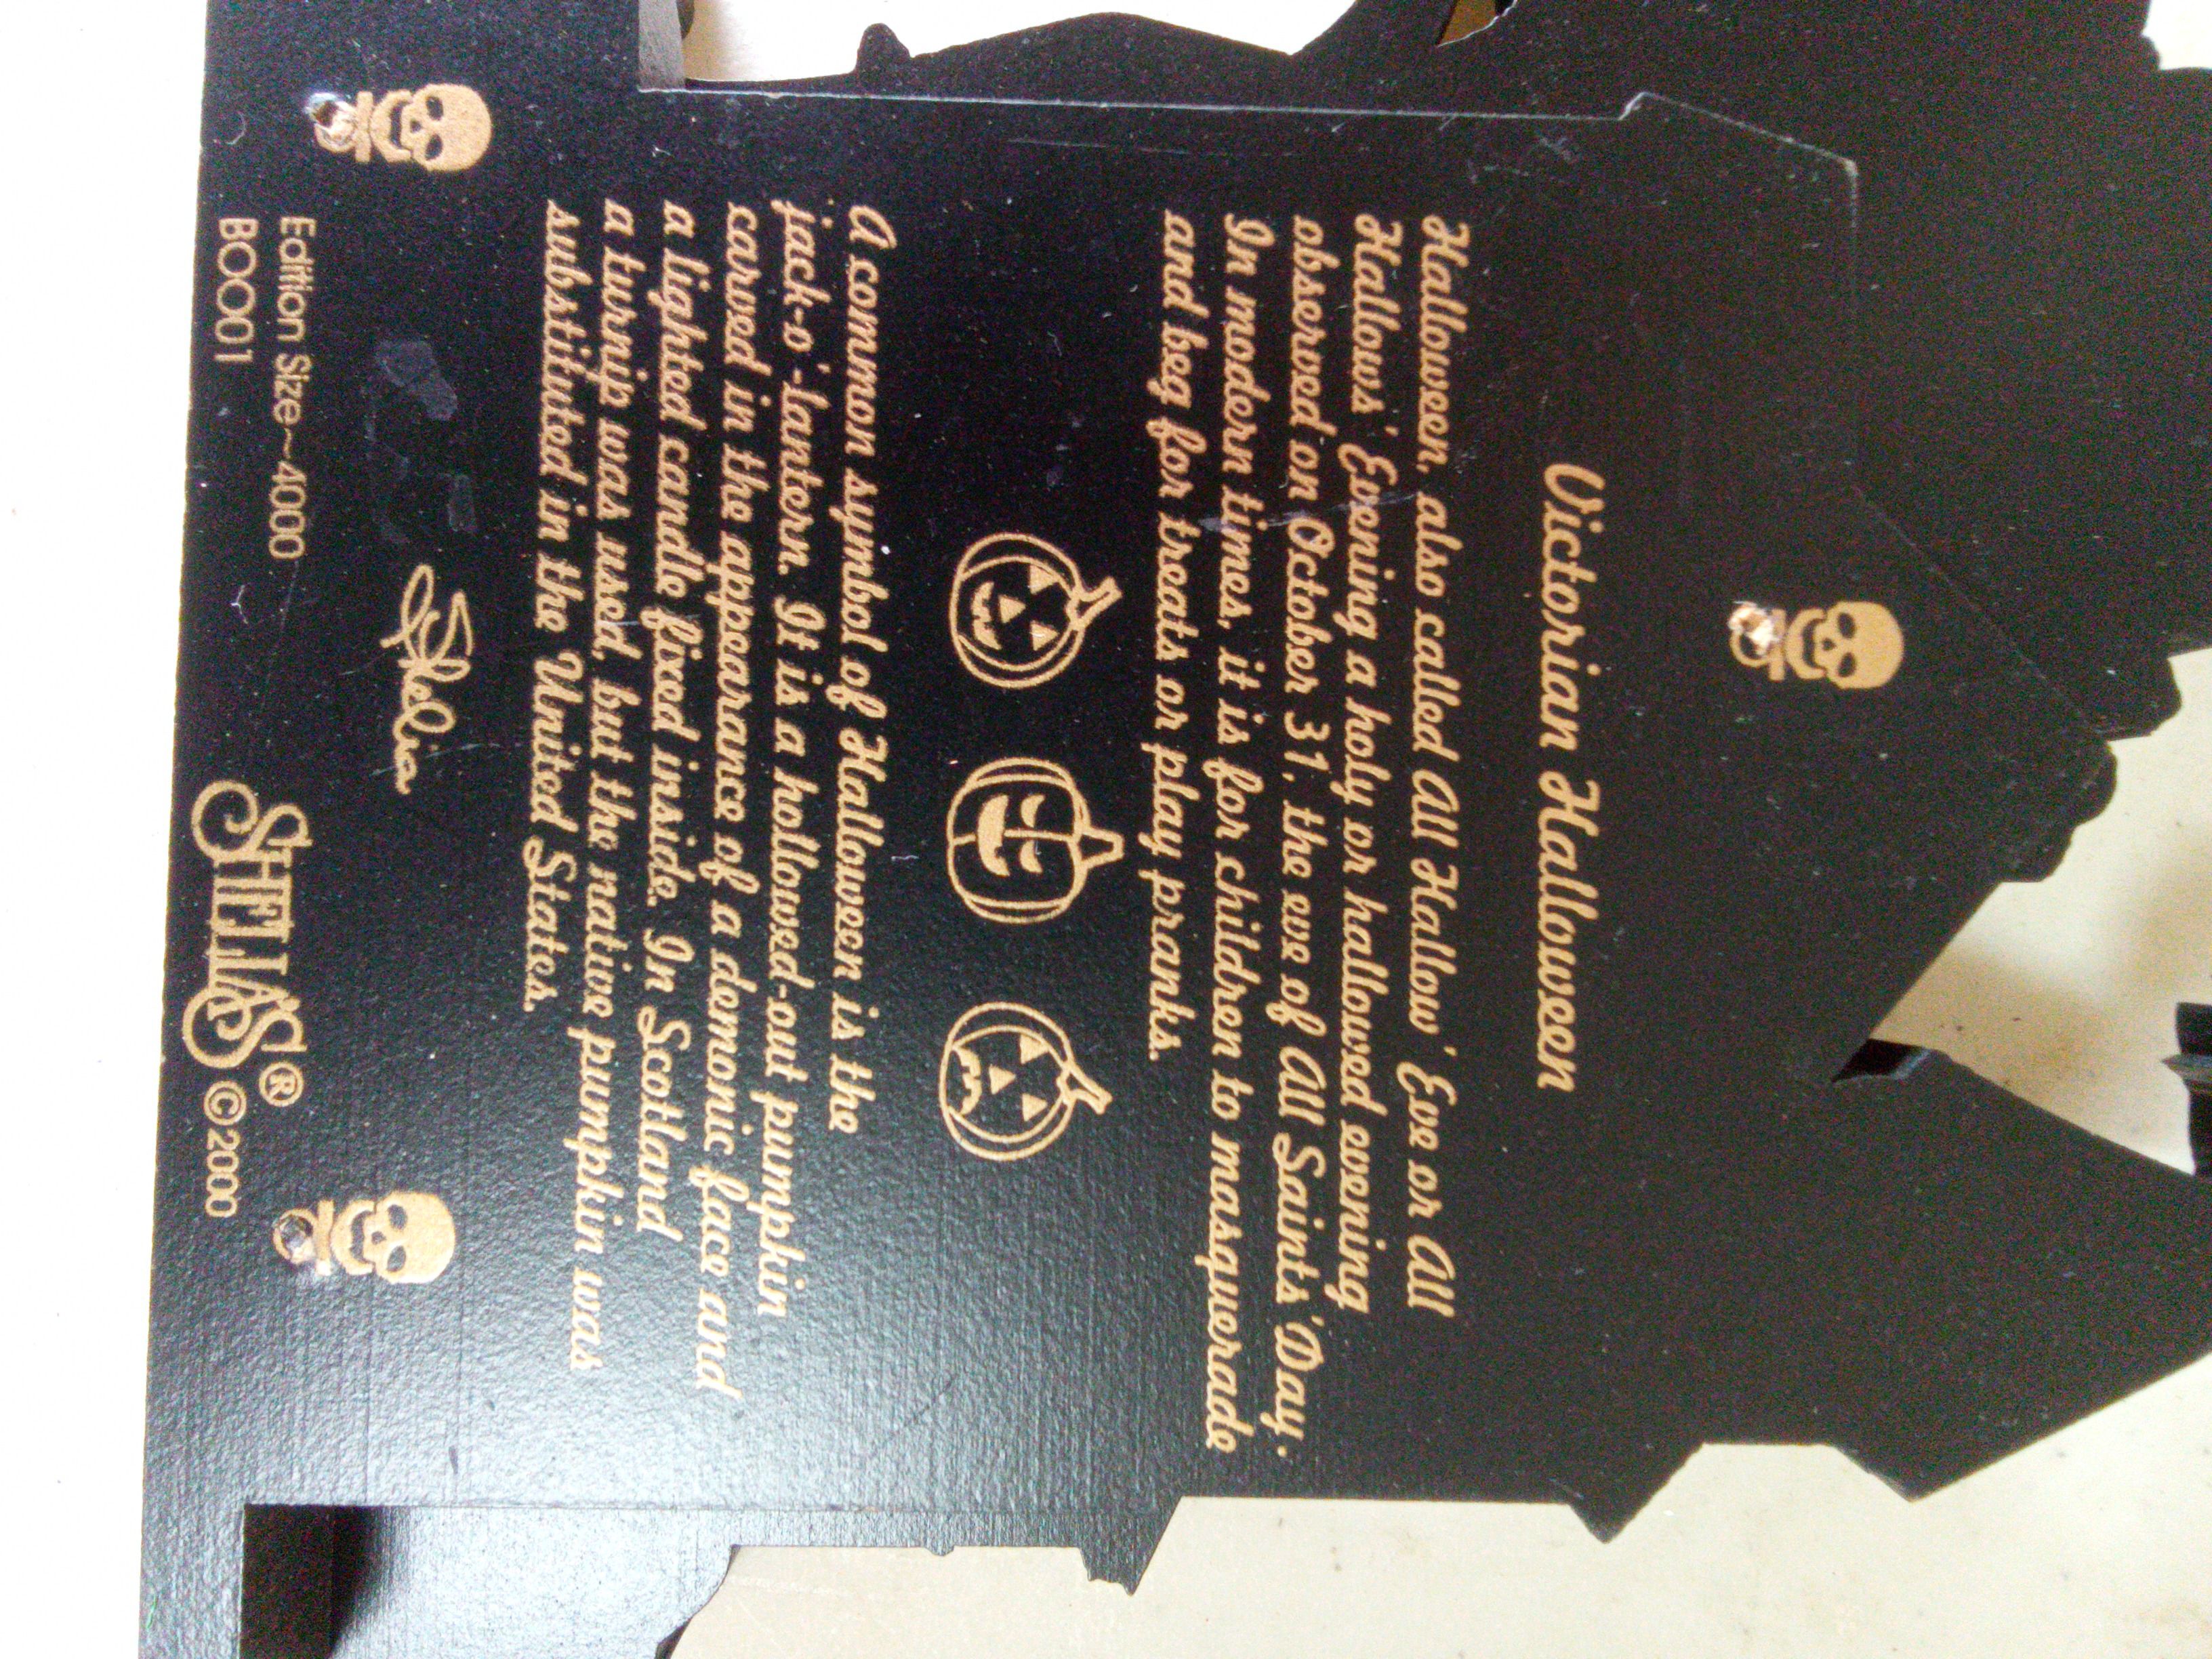 Victorian Halloween
Halloween, also called All Hallow' Eve or All
Hallows' Evening a holy or hallowed evening
observed on October 31, the eve of All Saints' Day.
In modern times, it is for children to masquerade
and beg for treats or play pranks.
A common symbol of Halloween is the
jack-o'-lantern. It is a hollowed-out pumpkin
carved in the appearance of a demonic face and
a lighted candle fixed inside. In Scotland
a turnip was used, but the native pumpkin was
substituted in the United States.
Shelia
Edition Size~4000
BOO01
SHELIA'S® ©2000